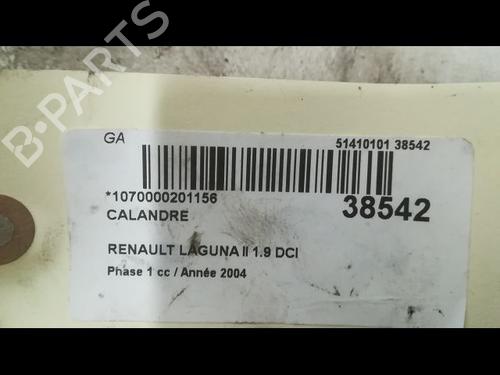 B-PARTS
GA
51410101 38542
*1070000201156
38542
CALANDRE
RENAULT LAGUNA II 1.9 DCI
Phase 1 cc / Année 2004